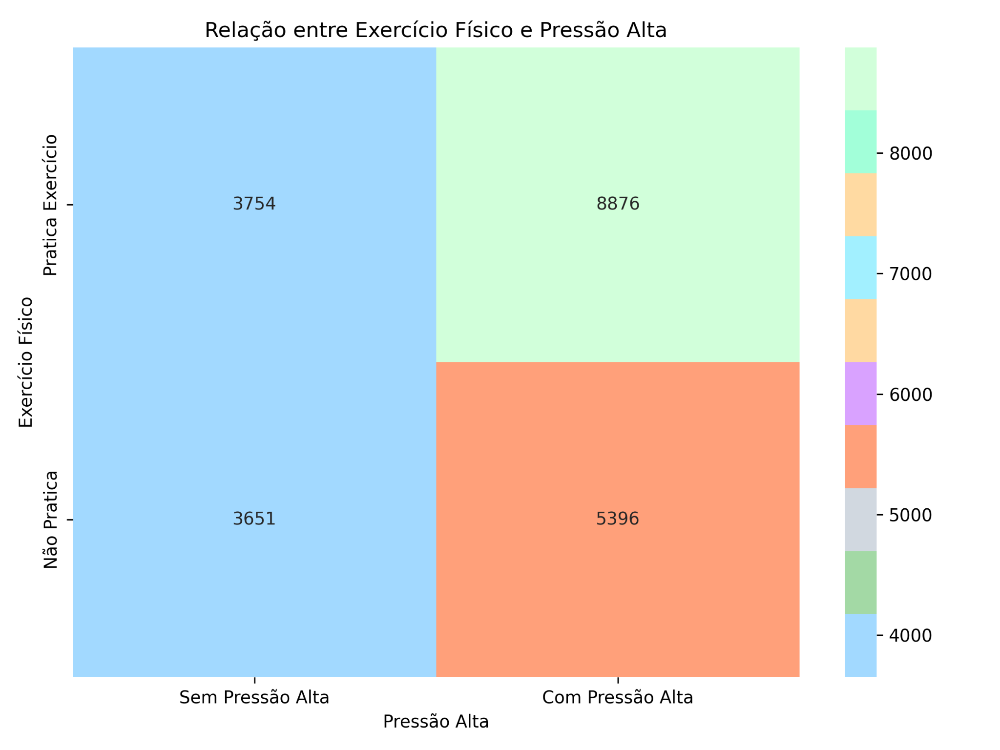 Relação entre Exercício Físico e Pressão Alta
Exercício Físico
Pratica Exercício
Não Pratica
3754
8876
3651
5396
Sem Pressão Alta
Com Pressão Alta
Pressão Alta
8000
7000
6000
5000
4000